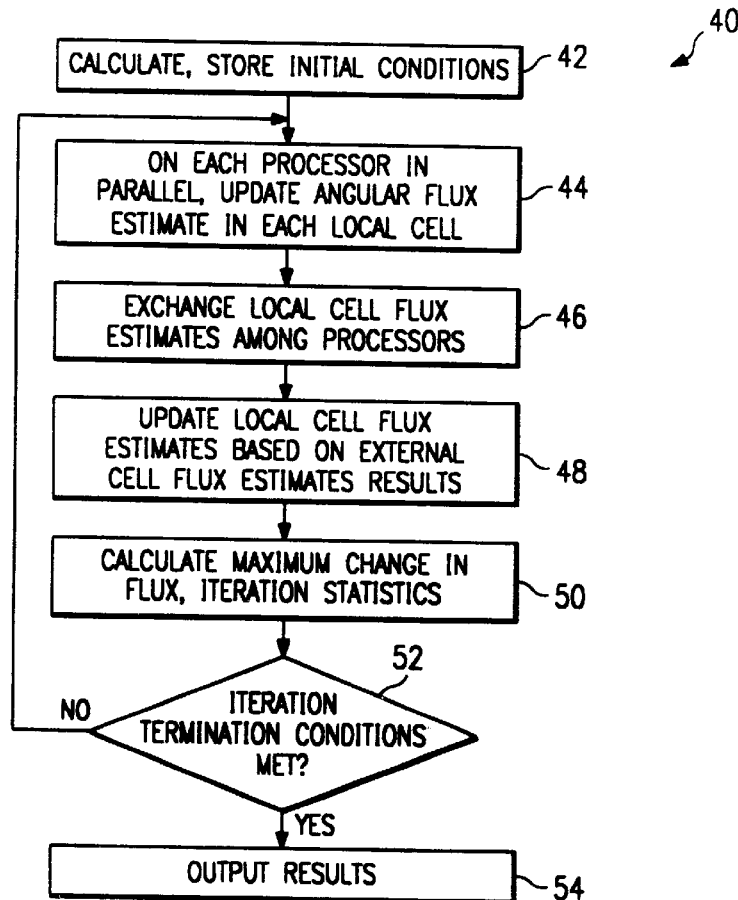 40
CALCULATE, STORE INITIAL CONDITIONS
42
ON EACH PROCESSOR IN
PARALLEL, UPDATE ANGULAR FLUX
ESTIMATE IN EACH LOCAL CELL
44
EXCHANGE LOCAL CELL FLUX
ESTIMATES AMONG PROCESSORS
46
UPDATE LOCAL CELL FLUX
ESTIMATES BASED ON EXTERNAL
CELL FLUX ESTIMATES RESULTS
48
CALCULATE MAXIMUM CHANGE IN
FLUX, ITERATION STATISTICS
50
52
ITERATION
TERMINATION CONDITIONS
MET?
NO
YES
OUTPUT RESULTS
54